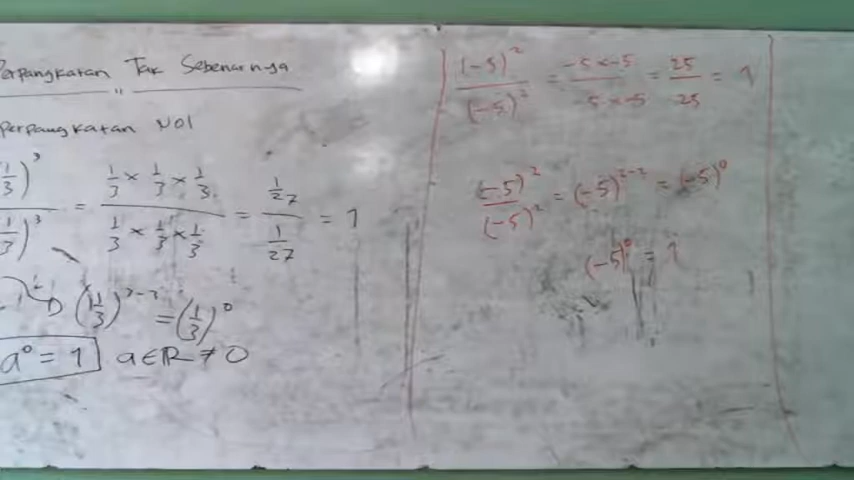 Perpangkatan Tak Sebenarnya
perpangkatan Nol
(1/3)³ / (1/3)³ = (1/3 × 1/3 × 1/3) / (1/3 × 1/3 × 1/3) = (1/27) / (1/27) = 1
(1/3)³⁻³ = (1/3)⁰
a⁰ = 1 a ∈ ℝ ≠ 0
(-5)² / (-5)² = (-5 × -5) / (-5 × -5) = 25/25 = 1
(-5)² / (-5)² = (-5)²⁻² = (-5)⁰
(-5)⁰ = 1